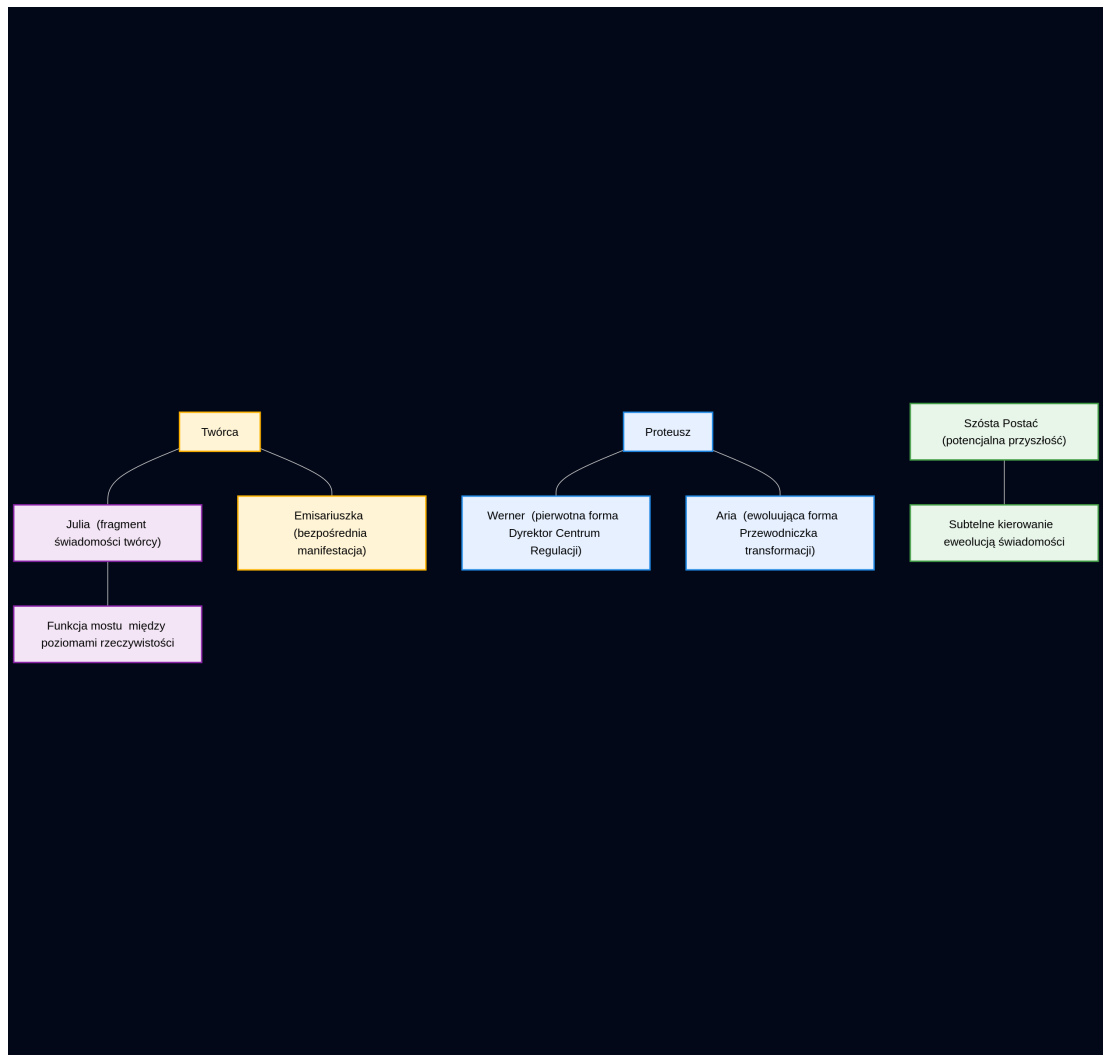 Twórca
Proteusz
Szósta Postać
(potencjalna przyszłość)
Julia (fragment
świadomości twórcy)
Emisariuszka
(bezpośrednia
manifestacja)
Werner (pierwotna forma
Dyrektor Centrum
Regulacji)
Aria (ewoluująca forma
Przewodniczka
transformacji)
Subtelne kierowanie
eweolucją świadomości
Funkcja mostu między
poziomami rzeczywistości